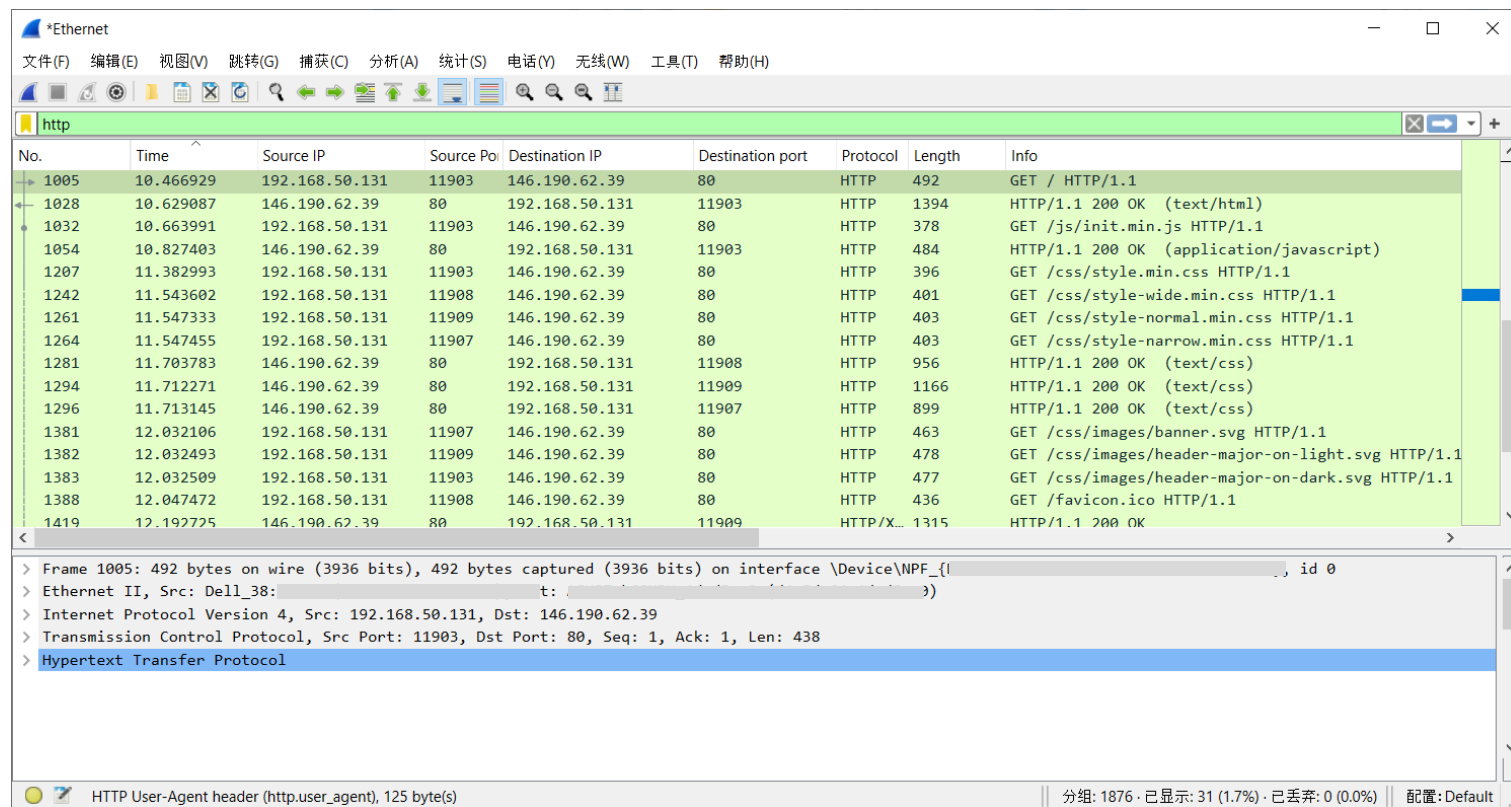 *Ethernet
文件(F) 编辑(E) 视图(V) 跳转(G) 捕获(C) 分析(A) 统计(S) 电话(Y) 无线(W) 工具(T) 帮助(H)
http
No. Time Source IP Source Po Destination IP Destination port Protocol Length Info
1005 10.466929 192.168.50.131 11903 146.190.62.39 80 HTTP 492 GET / HTTP/1.1
1028 10.629087 146.190.62.39 80 192.168.50.131 11903 HTTP 1394 HTTP/1.1 200 OK (text/html)
1032 10.663991 192.168.50.131 11903 146.190.62.39 80 HTTP 378 GET /js/init.min.js HTTP/1.1
1054 10.827403 146.190.62.39 80 192.168.50.131 11903 HTTP 484 HTTP/1.1 200 OK (application/javascript)
1207 11.382993 192.168.50.131 11903 146.190.62.39 80 HTTP 396 GET /css/style.min.css HTTP/1.1
1242 11.543602 192.168.50.131 11908 146.190.62.39 80 HTTP 401 GET /css/style-wide.min.css HTTP/1.1
1261 11.547333 192.168.50.131 11909 146.190.62.39 80 HTTP 403 GET /css/style-normal.min.css HTTP/1.1
1264 11.547455 192.168.50.131 11907 146.190.62.39 80 HTTP 403 GET /css/style-narrow.min.css HTTP/1.1
1281 11.703783 146.190.62.39 80 192.168.50.131 11908 HTTP 956 HTTP/1.1 200 OK (text/css)
1294 11.712271 146.190.62.39 80 192.168.50.131 11909 HTTP 1166 HTTP/1.1 200 OK (text/css)
1296 11.713145 146.190.62.39 80 192.168.50.131 11907 HTTP 899 HTTP/1.1 200 OK (text/css)
1381 12.032106 192.168.50.131 11907 146.190.62.39 80 HTTP 463 GET /css/images/banner.svg HTTP/1.1
1382 12.032493 192.168.50.131 11909 146.190.62.39 80 HTTP 478 GET /css/images/header-major-on-light.svg HTTP/1.1
1383 12.032509 192.168.50.131 11903 146.190.62.39 80 HTTP 477 GET /css/images/header-major-on-dark.svg HTTP/1.1
1388 12.047472 192.168.50.131 11908 146.190.62.39 80 HTTP 436 GET /favicon.ico HTTP/1.1
1419 12.192725 146.190.62.39 80 192.168.50.131 11909 HTTP/X… 1315 HTTP/1.1 200 OK
Frame 1005: 492 bytes on wire (3936 bits), 492 bytes captured (3936 bits) on interface \Device\NPF_{ , id 0
Ethernet II, Src: Dell_38: t: )
Internet Protocol Version 4, Src: 192.168.50.131, Dst: 146.190.62.39
Transmission Control Protocol, Src Port: 11903, Dst Port: 80, Seq: 1, Ack: 1, Len: 438
Hypertext Transfer Protocol
HTTP User-Agent header (http.user_agent), 125 byte(s) 分组: 1876 · 已显示: 31 (1.7%) · 已丢弃: 0 (0.0%) 配置: Default